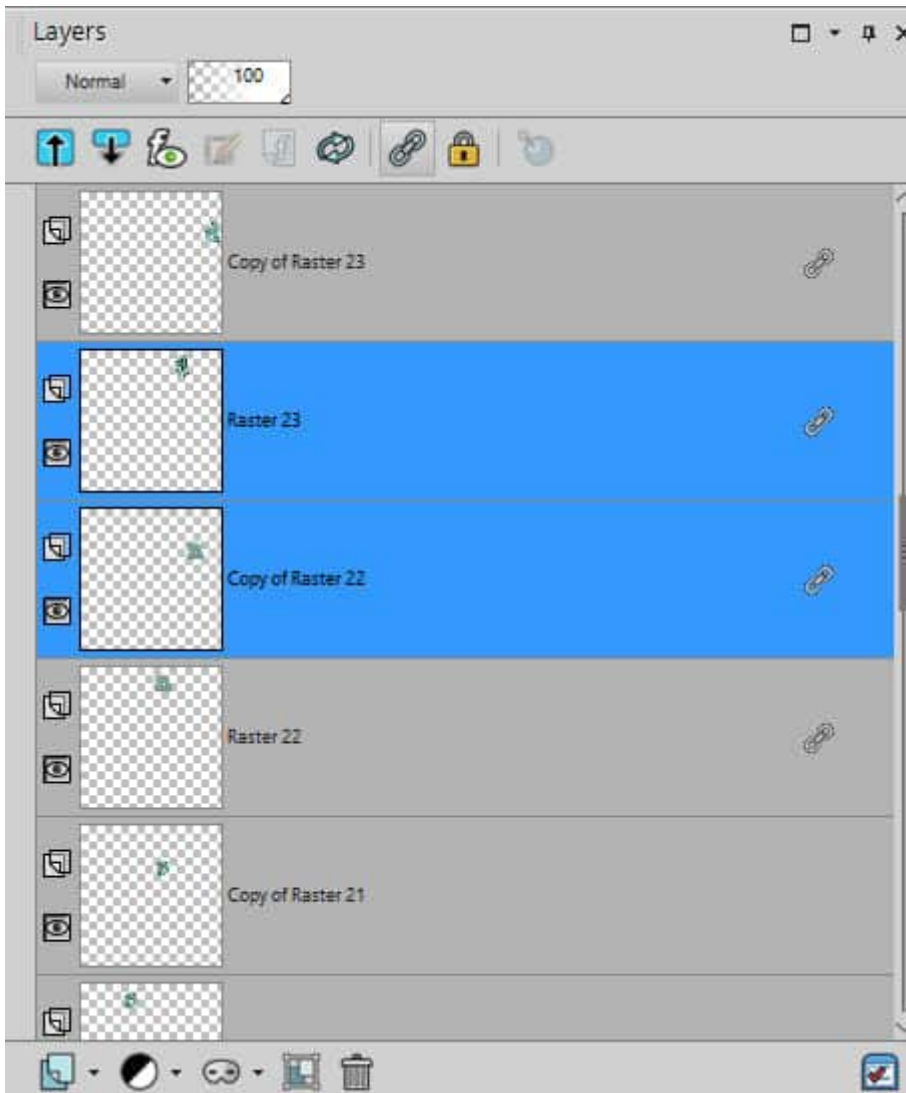 Layers
Normal 100
Copy of Raster 23
Raster 23
Copy of Raster 22
Raster 22
Copy of Raster 21